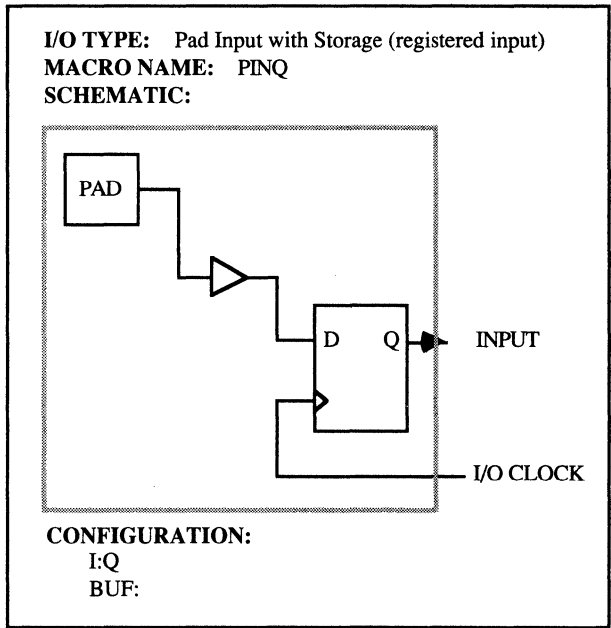 I/O TYPE: Pad Input with Storage (registered input)
MACRO NAME: PINQ
SCHEMATIC:
PAD
D Q
INPUT
I/O CLOCK
CONFIGURATION:
I:Q
BUF: